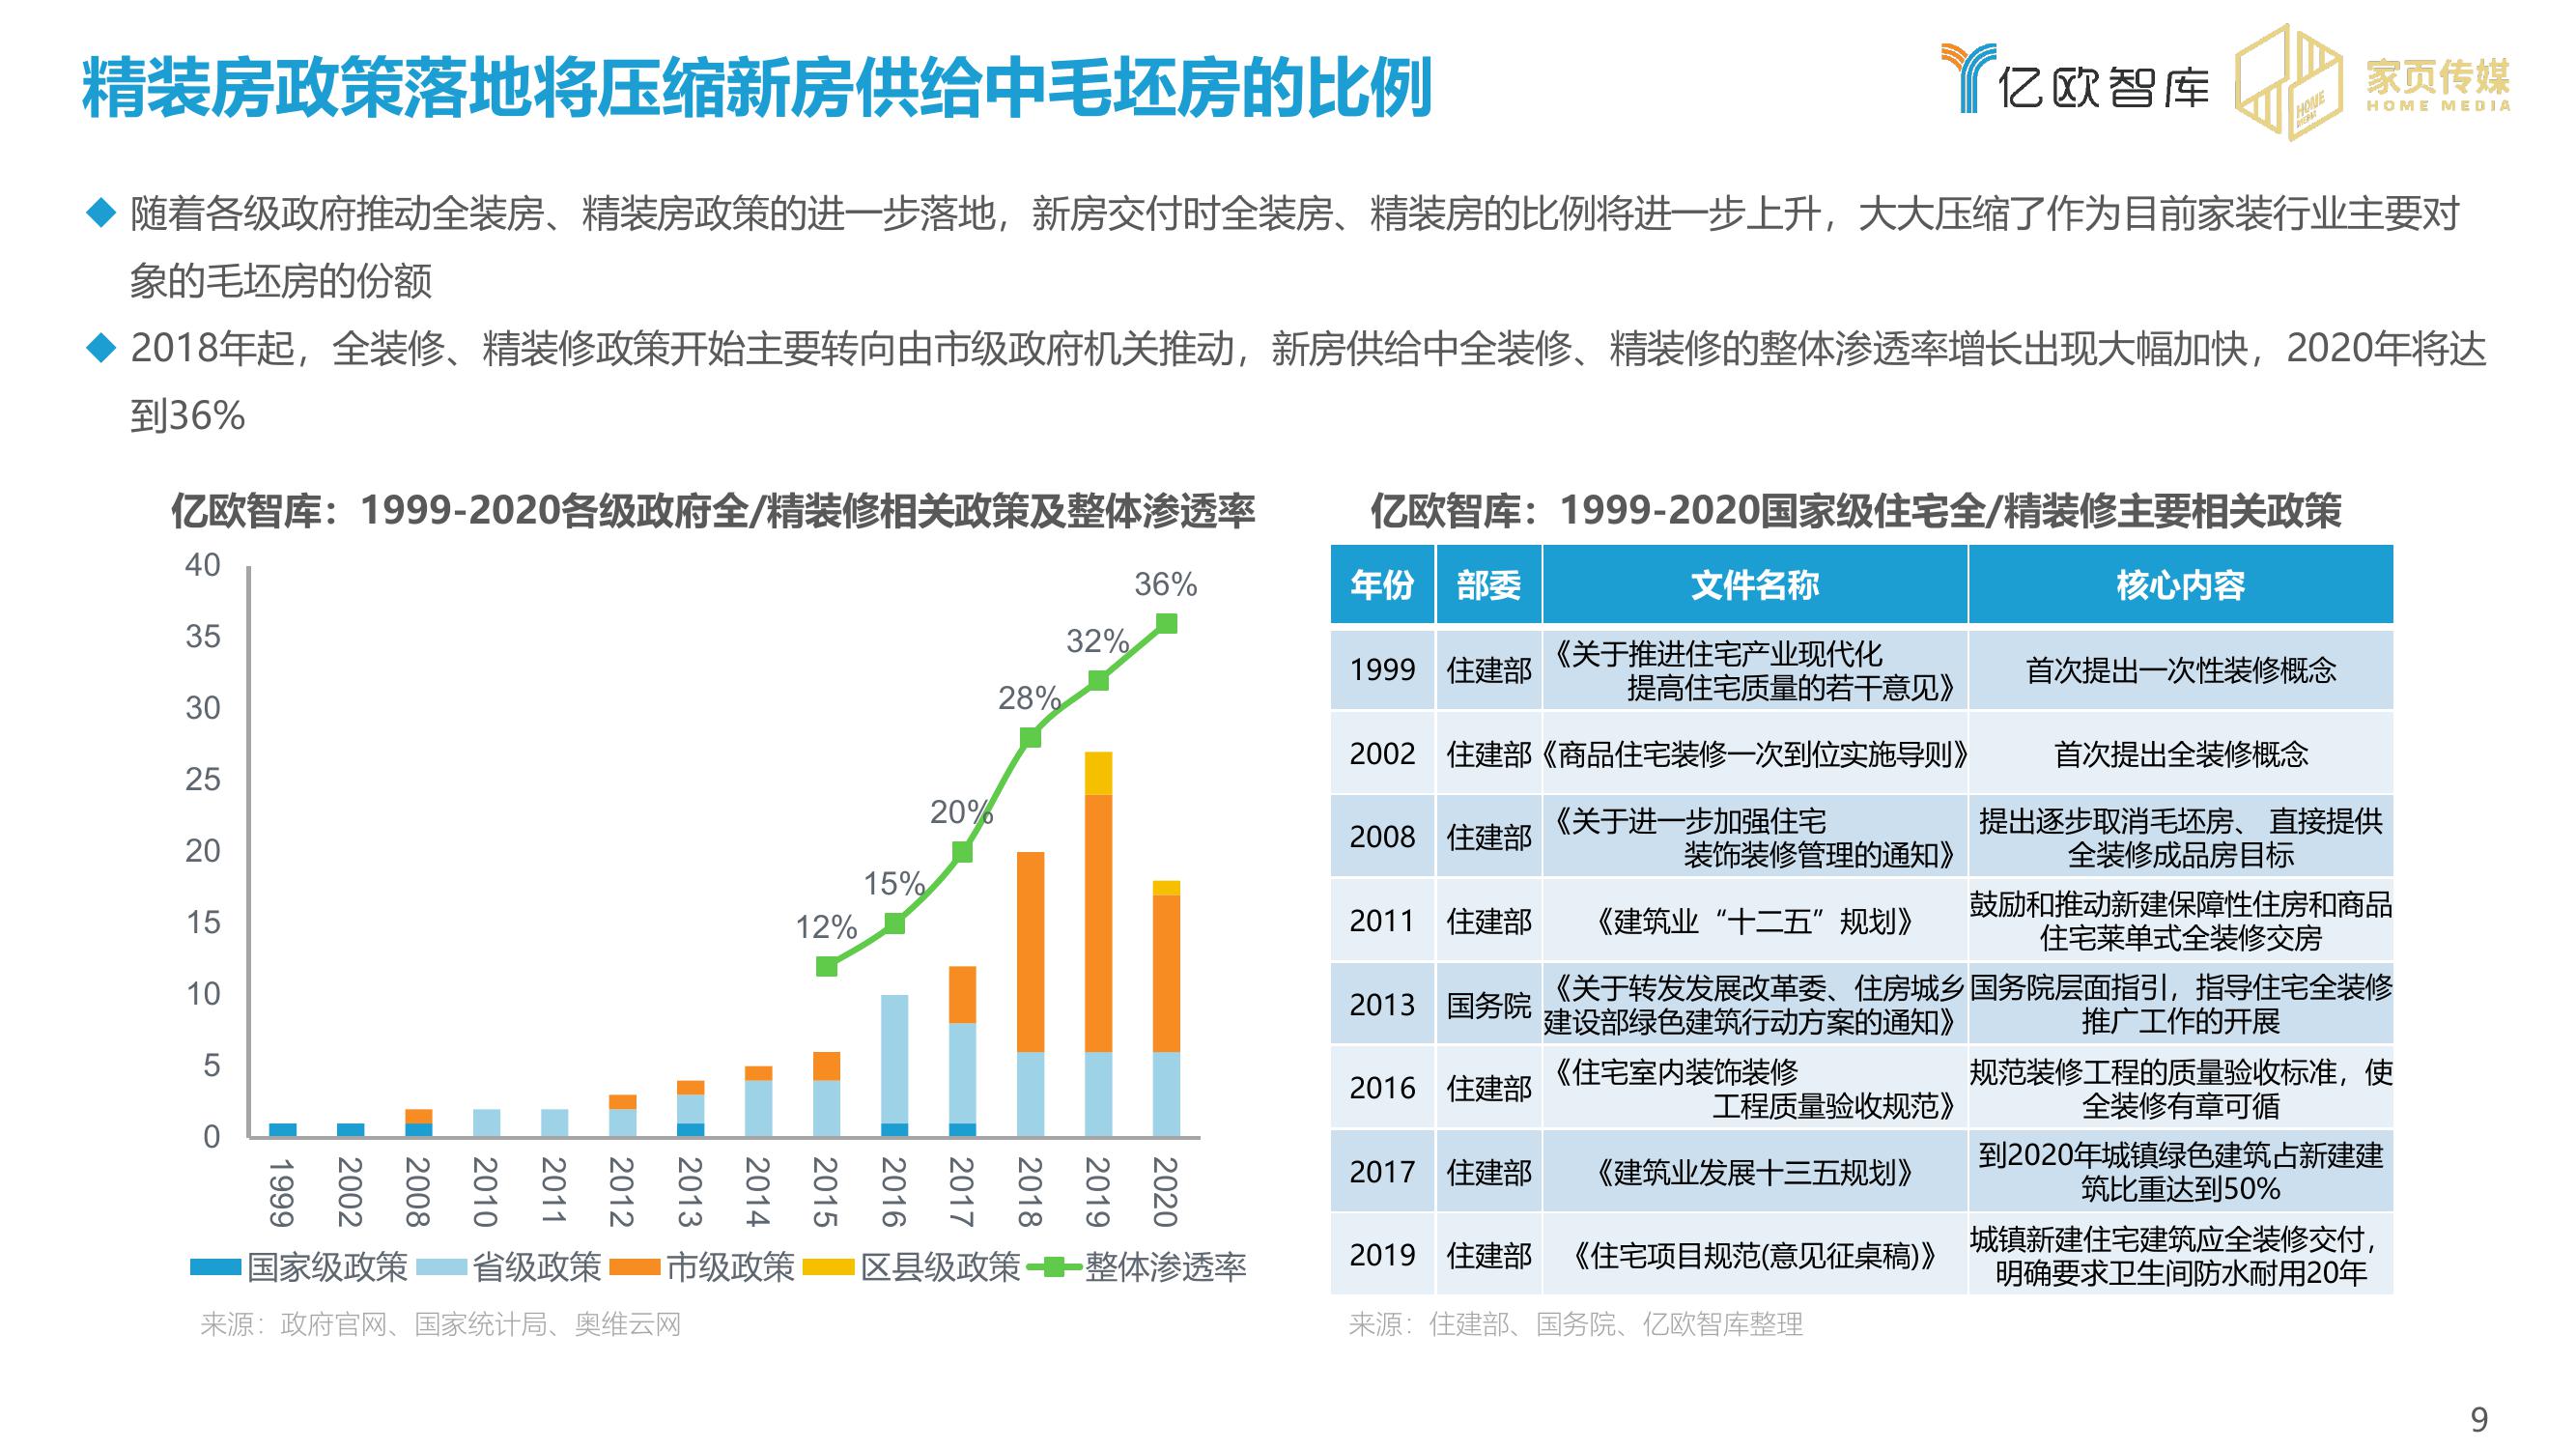 精装房政策落地将压缩新房供给中毛坯房的比例
亿欧智库
家页传媒
HOME MEDIA
随着各级政府推动全装房、精装房政策的进一步落地，新房交付时全装房、精装房的比例将进一步上升，大大压缩了作为目前家装行业主要对
象的毛坯房的份额
2018年起，全装修、精装修政策开始主要转向由市级政府机关推动，新房供给中全装修、精装修的整体渗透率增长出现大幅加快，2020年将达
到36%
亿欧智库：1999-2020各级政府全/精装修相关政策及整体渗透率
40
35
30
25
20
15
10
5
0
12%
15%
20%
28%
32%
36%
1999
2002
2008
2010
2011
2012
2013
2014
2015
2016
2017
2018
2019
2020
国家级政策 省级政策 市级政策 区县级政策 整体渗透率
来源：政府官网、国家统计局、奥维云网
亿欧智库：1999-2020国家级住宅全/精装修主要相关政策
年份 部委 文件名称 核心内容
1999 住建部 《关于推进住宅产业现代化
提高住宅质量的若干意见》 首次提出一次性装修概念
2002 住建部 《商品住宅装修一次到位实施导则》 首次提出全装修概念
2008 住建部 《关于进一步加强住宅
装饰装修管理的通知》 提出逐步取消毛坯房、 直接提供
全装修成品房目标
2011 住建部 《建筑业“十二五”规划》 鼓励和推动新建保障性住房和商品
住宅菜单式全装修交房
2013 国务院 《关于转发发展改革委、住房城乡
建设部绿色建筑行动方案的通知》 国务院层面指引，指导住宅全装修
推广工作的开展
2016 住建部 《住宅室内装饰装修
工程质量验收规范》 规范装修工程的质量验收标准，使
全装修有章可循
2017 住建部 《建筑业发展十三五规划》 到2020年城镇绿色建筑占新建建
筑比重达到50%
2019 住建部 《住宅项目规范(意见征桌稿)》 城镇新建住宅建筑应全装修交付，
明确要求卫生间防水耐用20年
来源：住建部、国务院、亿欧智库整理
9